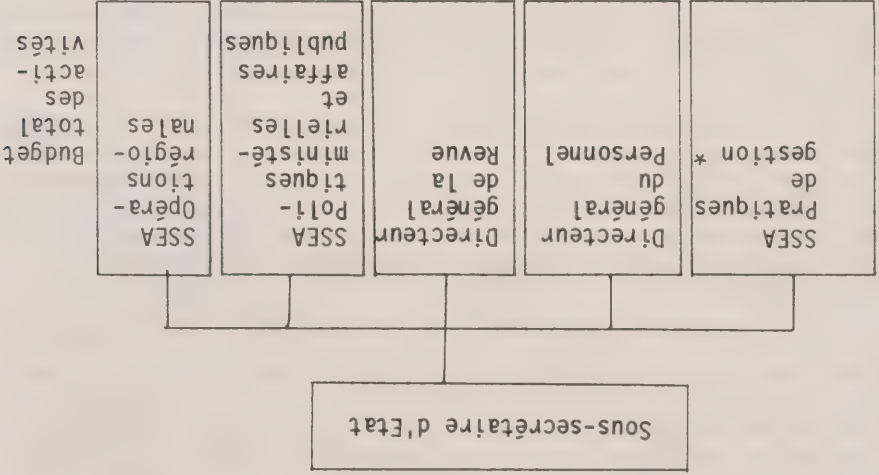 Sous-secrétaire d'Etat
SSEA
Pratiques
de
gestion *
Directeur
général
du
Personnel
Directeur
général
de la
Revue
SSEA
Poli-
tiques
ministé-
rielles
et
affaires
publiques
SSEA
Opéra-
tions
régio-
nales
Budget
total
des
acti-
vités